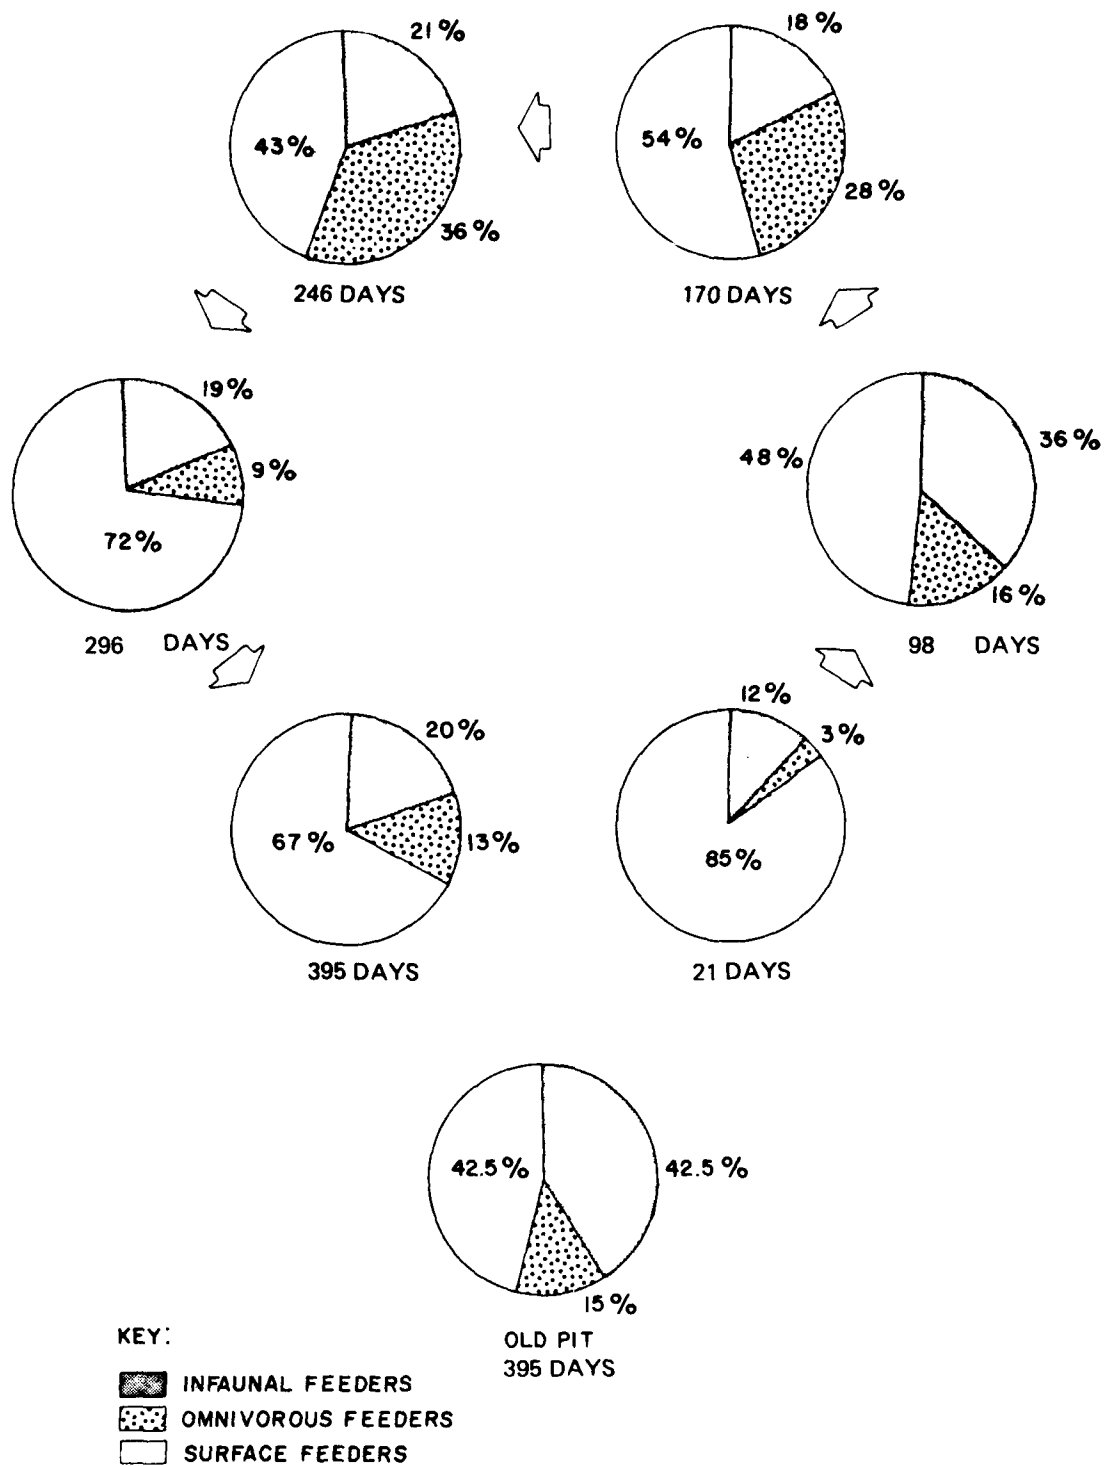 21%
43%
36%
246 DAYS
18%
54%
28%
170 DAYS
19%
9%
72%
296 DAYS
36%
48%
16%
98 DAYS
20%
67%
13%
395 DAYS
12%
3%
85%
21 DAYS
42.5%
42.5%
15%
OLD PIT
395 DAYS
KEY:
INFAUNAL FEEDERS
OMNIVOROUS FEEDERS
SURFACE FEEDERS